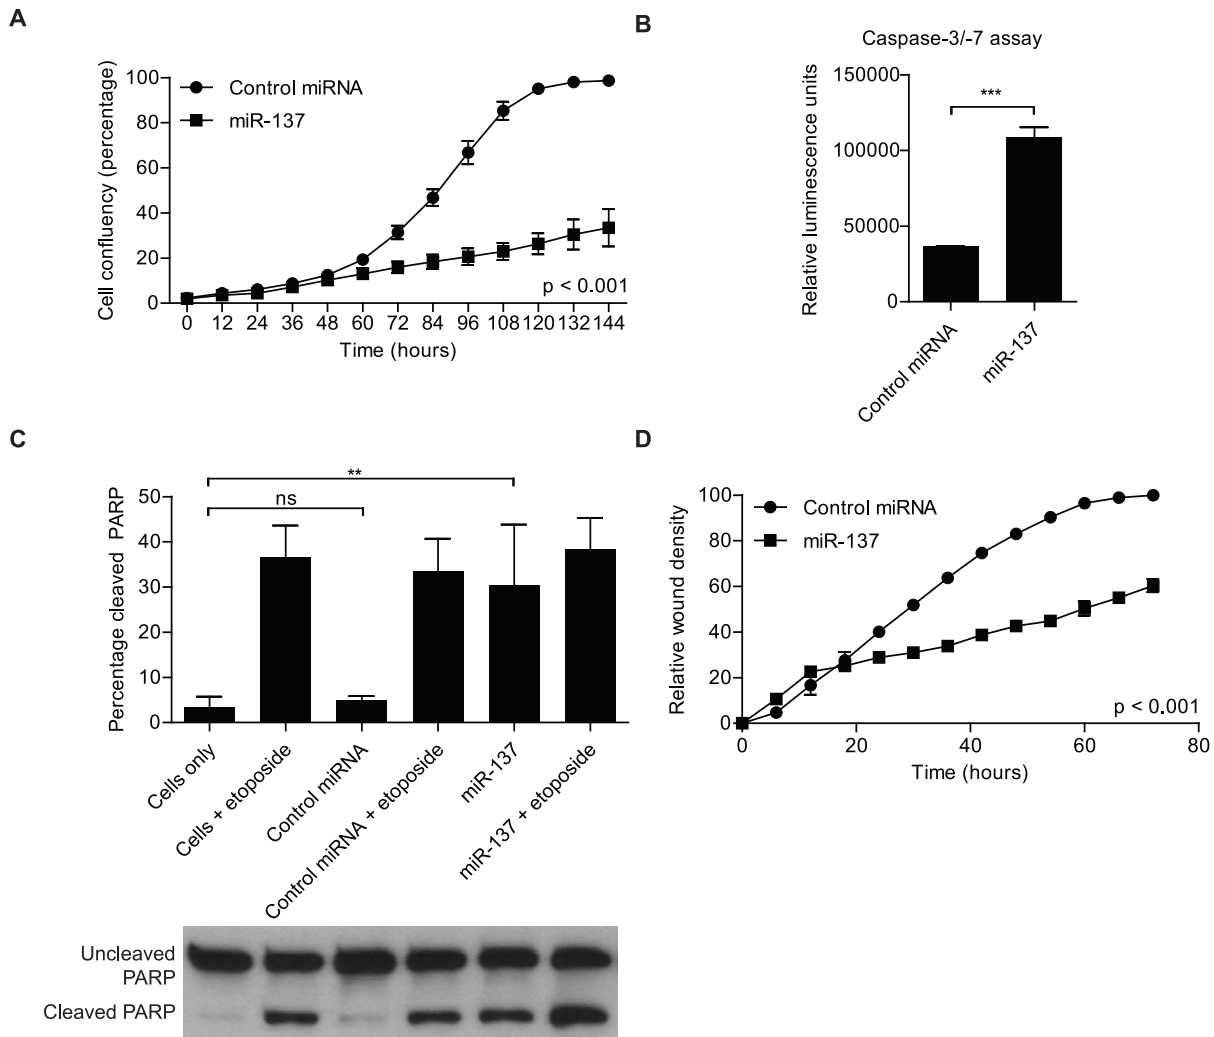 A
Cell confluency (percentage)
100
80
60
40
20
0
Control miRNA
miR-137
p < 0.001
0 12 24 36 48 60 72 84 96 108 120 132 144
Time (hours)
B
Caspase-3/-7 assay
Relative luminescence units
150000
100000
50000
0
***
Control miRNA
miR-137
C
Percentage cleaved PARP
50
40
30
20
10
0
**
ns
Cells only
Cells + etoposide
Control miRNA
Control miRNA + etoposide
miR-137
miR-137 + etoposide
Uncleaved
PARP
Cleaved PARP
D
Relative wound density
100
80
60
40
20
0
Control miRNA
miR-137
p < 0.001
0 20 40 60 80
Time (hours)